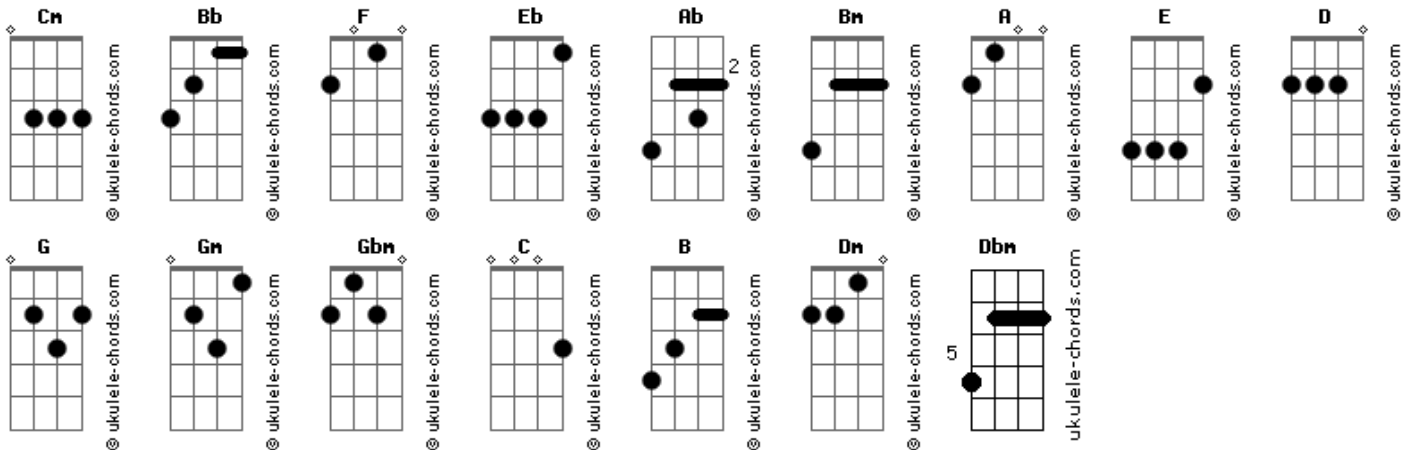 Cm Bb F Eb Ab Bm A E D
2
© ukulele-chords.com © ukulele-chords.com © ukulele-chords.com © ukulele-chords.com © ukulele-chords.com © ukulele-chords.com © ukulele-chords.com © ukulele-chords.com © ukulele-chords.com
G Gm Gbm C B Dm Dbm
5
© ukulele-chords.com © ukulele-chords.com © ukulele-chords.com © ukulele-chords.com © ukulele-chords.com © ukulele-chords.com ukulele-chords.com